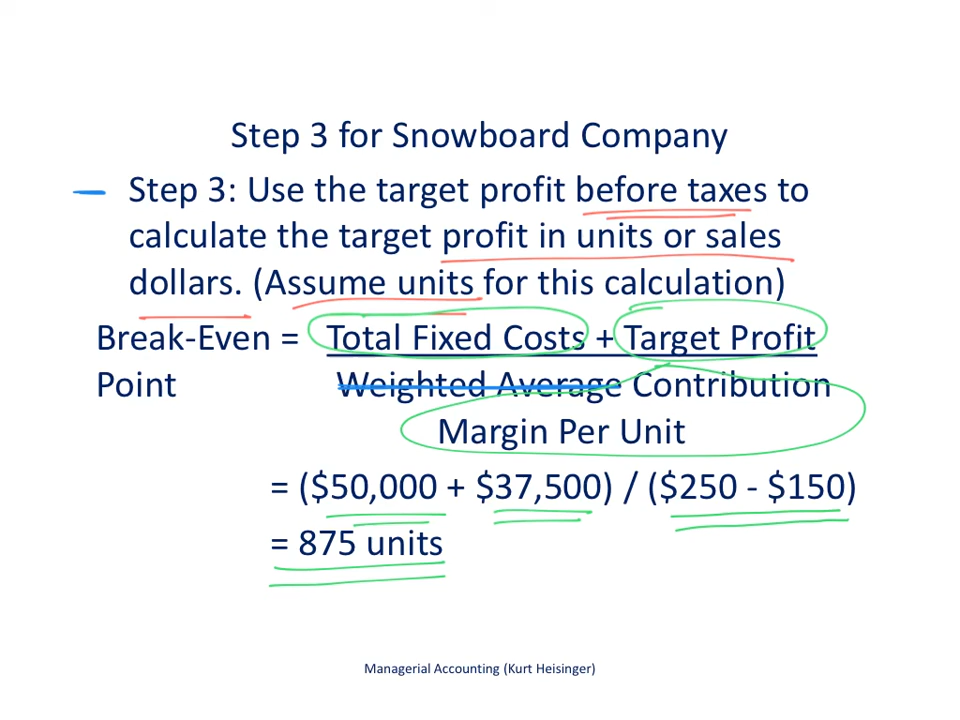 Step 3 for Snowboard Company
Step 3: Use the target profit before taxes to
calculate the target profit in units or sales
dollars. (Assume units for this calculation)
Break-Even = Total Fixed Costs + Target Profit
Point Weighted Average Contribution
Margin Per Unit
= ($50,000 + $37,500) / ($250 - $150)
= 875 units
Managerial Accounting (Kurt Heisinger)